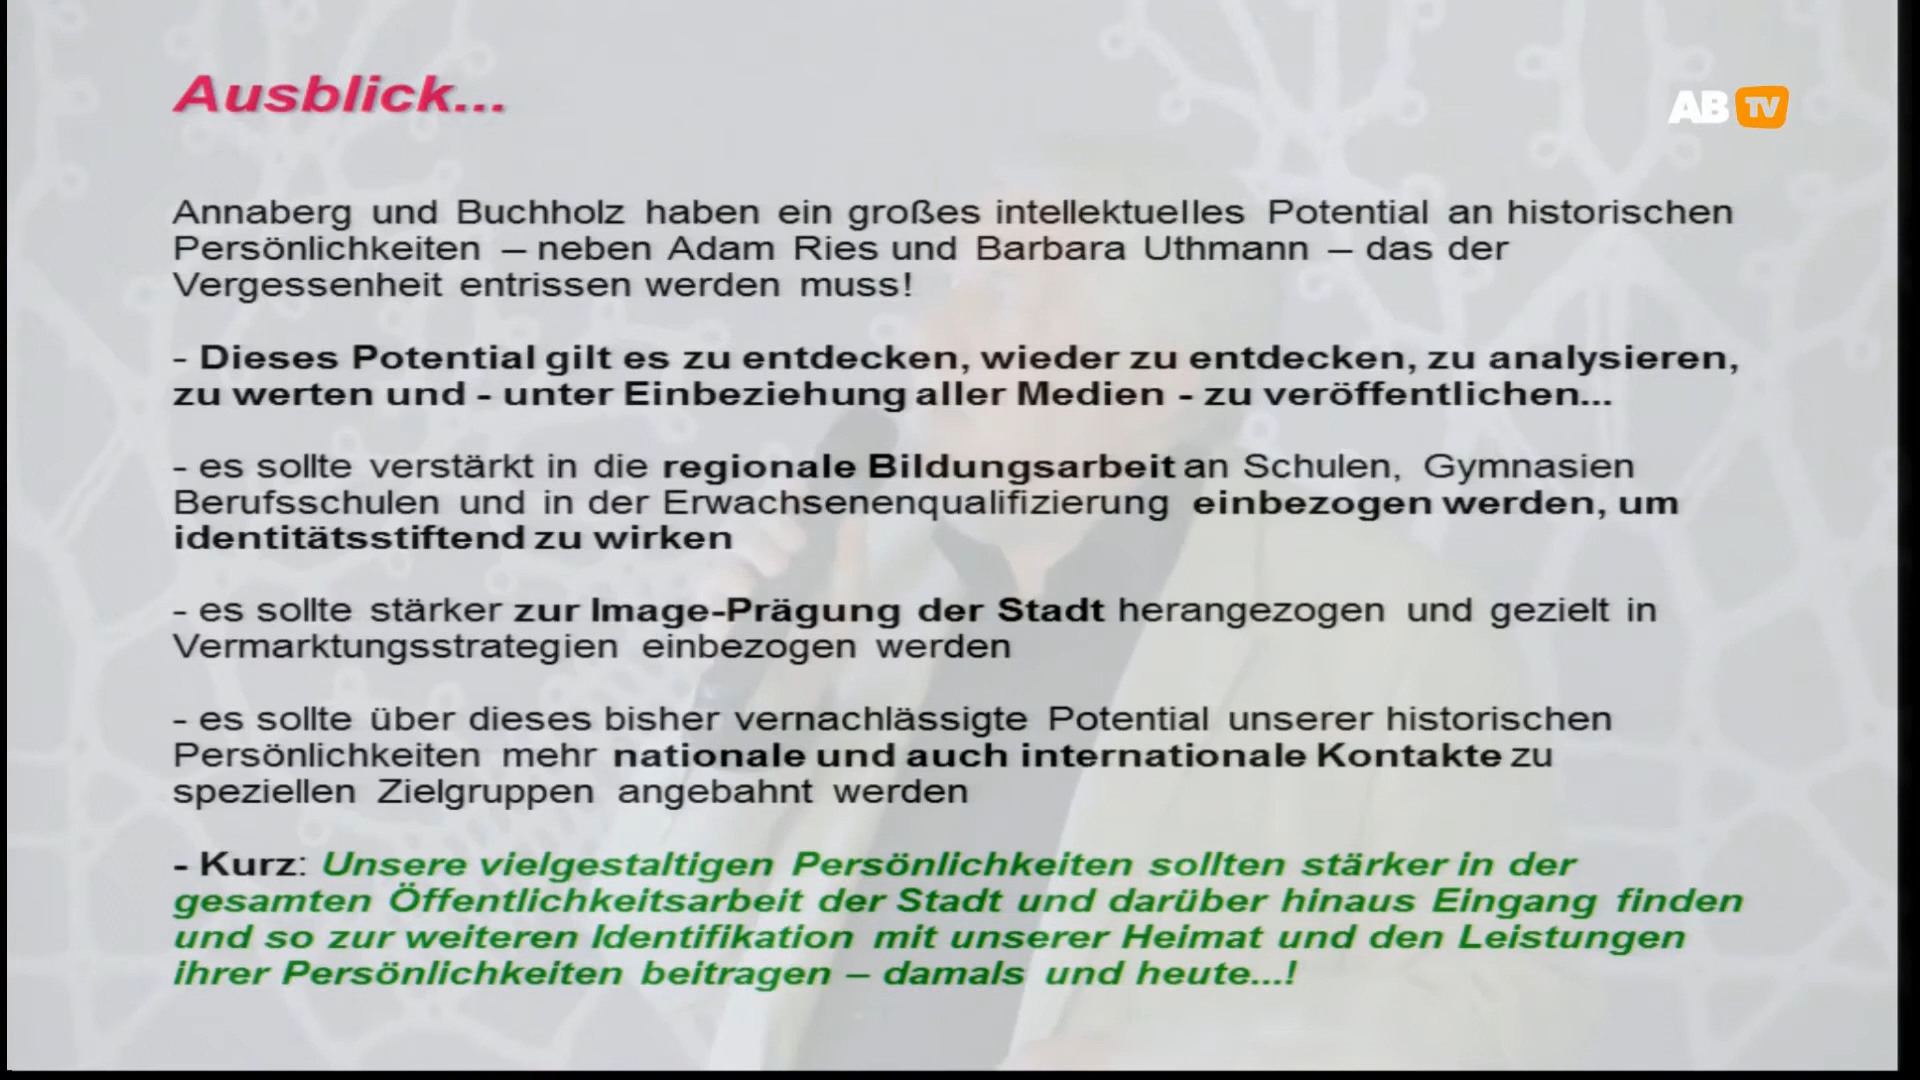 Ausblick...
AB TV
Annaberg und Buchholz haben ein großes intellektuelles Potential an historischen
Persönlichkeiten – neben Adam Ries und Barbara Uthmann – das der
Vergessenheit entrissen werden muss!
- Dieses Potential gilt es zu entdecken, wieder zu entdecken, zu analysieren,
zu werten und - unter Einbeziehung aller Medien - zu veröffentlichen...
- es sollte verstärkt in die regionale Bildungsarbeit an Schulen, Gymnasien
Berufsschulen und in der Erwachsenenqualifizierung einbezogen werden, um
identitätsstiftend zu wirken
- es sollte stärker zur Image-Prägung der Stadt herangezogen und gezielt in
Vermarktungsstrategien einbezogen werden
- es sollte über dieses bisher vernachlässigte Potential unserer historischen
Persönlichkeiten mehr nationale und auch internationale Kontakte zu
speziellen Zielgruppen angebahnt werden
- Kurz: Unsere vielgestaltigen Persönlichkeiten sollten stärker in der
gesamten Öffentlichkeitsarbeit der Stadt und darüber hinaus Eingang finden
und so zur weiteren Identifikation mit unserer Heimat und den Leistungen
ihrer Persönlichkeiten beitragen – damals und heute...!